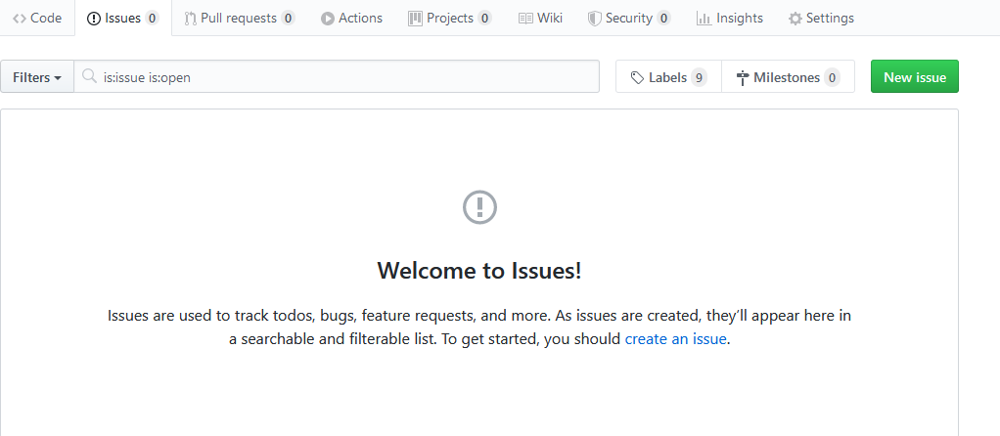 Code Issues 0 Pull requests 0 Actions Projects 0 Wiki Security 0 Insights Settings
Filters is:issue is:open Labels 9 Milestones 0 New issue
Welcome to Issues!
Issues are used to track todos, bugs, feature requests, and more. As issues are created, they’ll appear here in
a searchable and filterable list. To get started, you should create an issue.